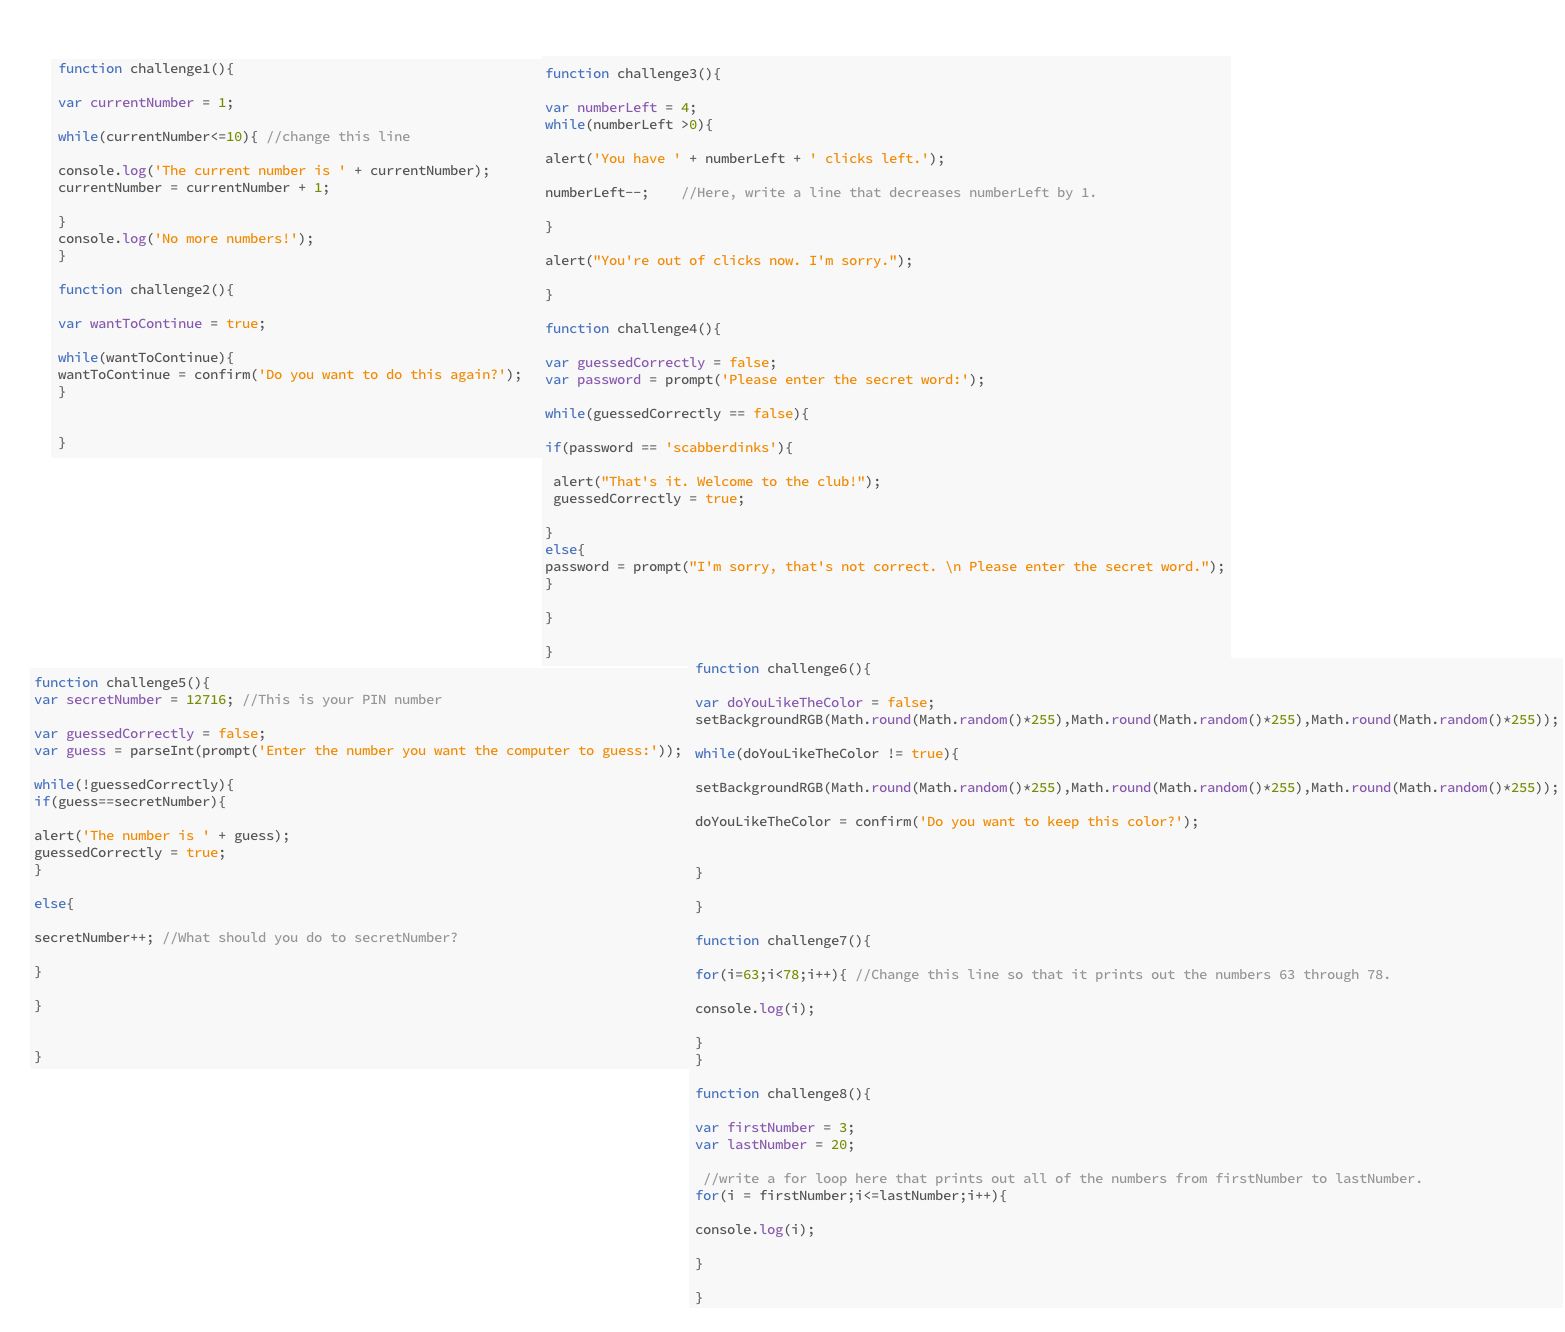 function challenge1(){
var currentNumber = 1;
while(currentNumber<=10){ //change this line
console.log('The current number is ' + currentNumber);
currentNumber = currentNumber + 1;
}
console.log('No more numbers!');
}
function challenge2(){
var wantToContinue = true;
while(wantToContinue){
wantToContinue = confirm('Do you want to do this again?');
}
}
function challenge3(){
var numberLeft = 4;
while(numberLeft >0){
alert('You have ' + numberLeft + ' clicks left.');
numberLeft--;    //Here, write a line that decreases numberLeft by 1.
}
alert("You're out of clicks now. I'm sorry.");
}
function challenge4(){
var guessedCorrectly = false;
var password = prompt('Please enter the secret word:');
while(guessedCorrectly == false){
if(password == 'scabberdinks'){
alert("That's it. Welcome to the club!");
guessedCorrectly = true;
}
else{
password = prompt("I'm sorry, that's not correct. \n Please enter the secret word.");
}
}
}
function challenge5(){
var secretNumber = 12716; //This is your PIN number
var guessedCorrectly = false;
var guess = parseInt(prompt('Enter the number you want the computer to guess:'));
while(!guessedCorrectly){
if(guess==secretNumber){
alert('The number is ' + guess);
guessedCorrectly = true;
}
else{
secretNumber++; //What should you do to secretNumber?
}
}
}
function challenge6(){
var doYouLikeTheColor = false;
setBackgroundRGB(Math.round(Math.random()*255),Math.round(Math.random()*255),Math.round(Math.random()*255));
while(doYouLikeTheColor != true){
setBackgroundRGB(Math.round(Math.random()*255),Math.round(Math.random()*255),Math.round(Math.random()*255));
doYouLikeTheColor = confirm('Do you want to keep this color?');
}
}
function challenge7(){
for(i=63;i<78;i++){ //Change this line so that it prints out the numbers 63 through 78.
console.log(i);
}
}
function challenge8(){
var firstNumber = 3;
var lastNumber = 20;
//write a for loop here that prints out all of the numbers from firstNumber to lastNumber.
for(i = firstNumber;i<=lastNumber;i++){
console.log(i);
}
}